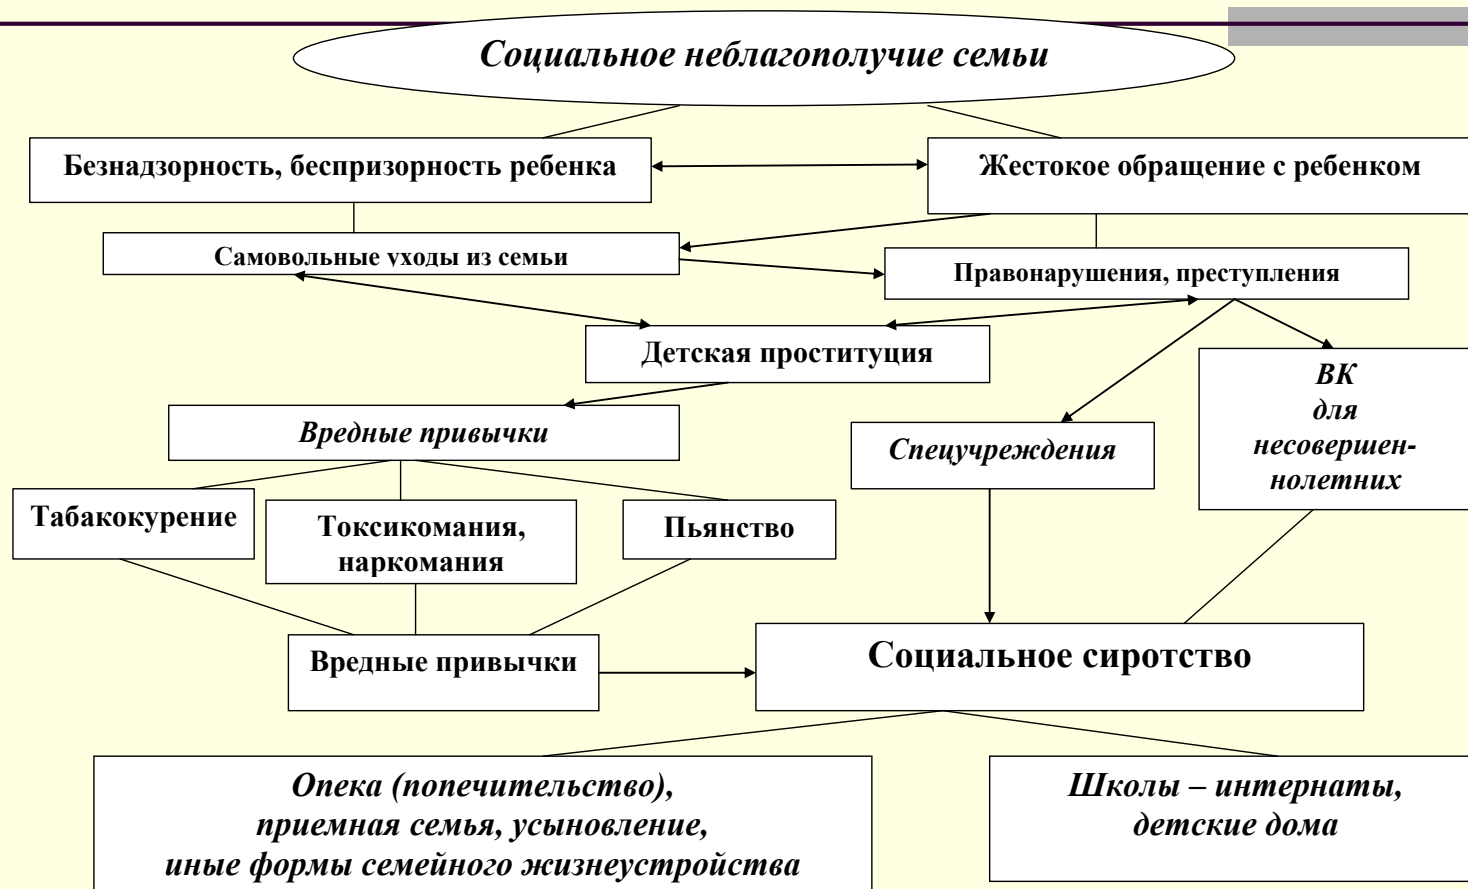 Социальное неблагополучие семьи
Безнадзорность, беспризорность ребенка
Жестокое обращение с ребенком
Самовольные уходы из семьи
Правонарушения, преступления
Детская проституция
ВК
для
несовершен-
нолетних
Вредные привычки
Спецучреждения
Табакокурение
Токсикомания,
наркомания
Пьянство
Вредные привычки
Социальное сиротство
Опека (попечительство),
приемная семья, усыновление,
иные формы семейного жизнеустройства
Школы – интернаты,
детские дома